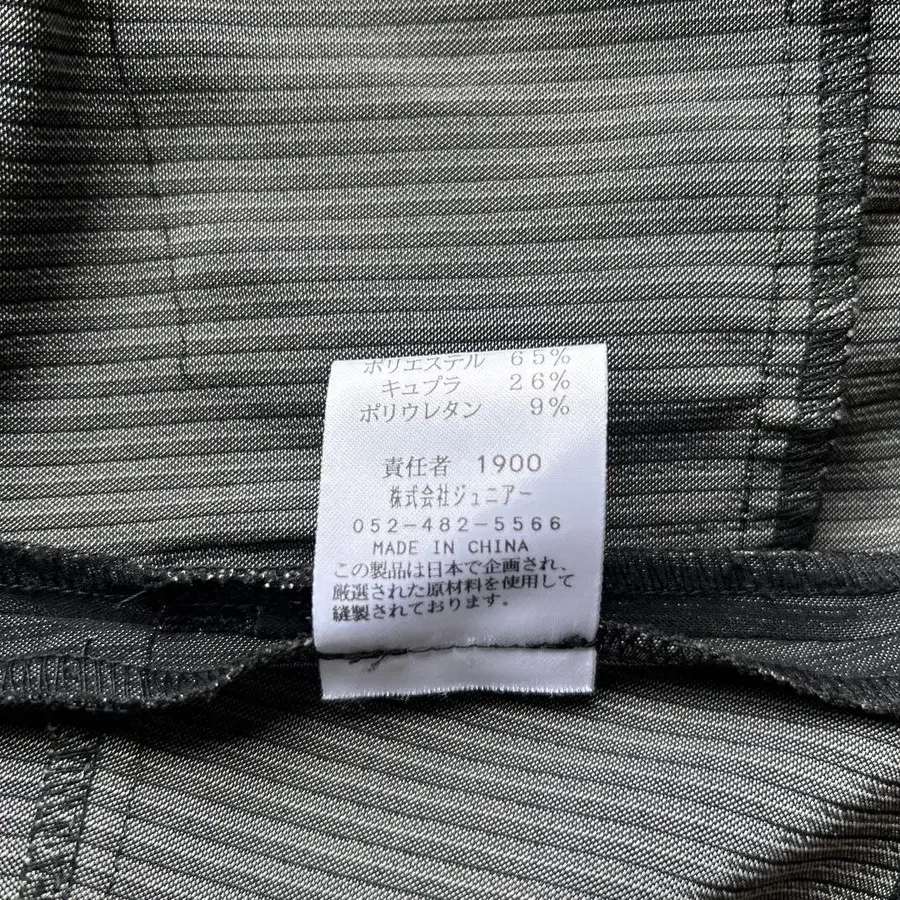 ポリエステル 65%
キュプラ 26%
ポリウレタン 9%
責任者 1900
株式会社ジュニアー
052-482-5566
MADE IN CHINA
この製品は日本で企画され、
厳選された原材料を使用して
縫製されております。